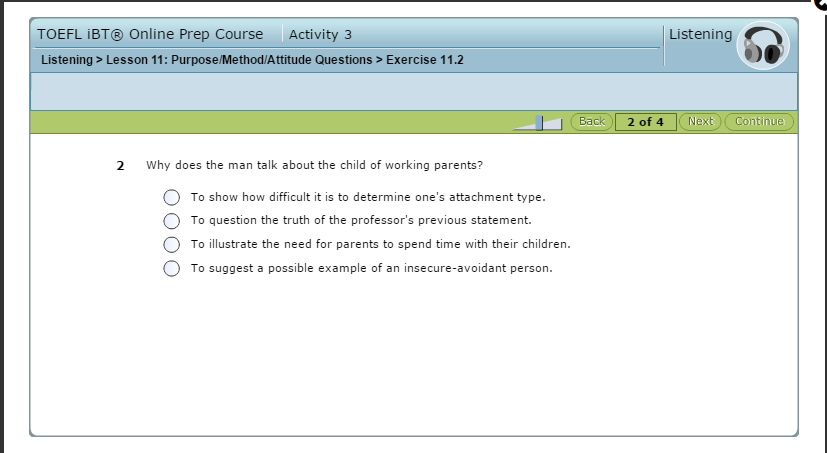 TOEFL iBT® Online Prep Course Activity 3 Listening
Listening > Lesson 11: Purpose/Method/Attitude Questions > Exercise 11.2
Back 2 of 4 Next Continue
2 Why does the man talk about the child of working parents?
To show how difficult it is to determine one's attachment type.
To question the truth of the professor's previous statement.
To illustrate the need for parents to spend time with their children.
To suggest a possible example of an insecure-avoidant person.